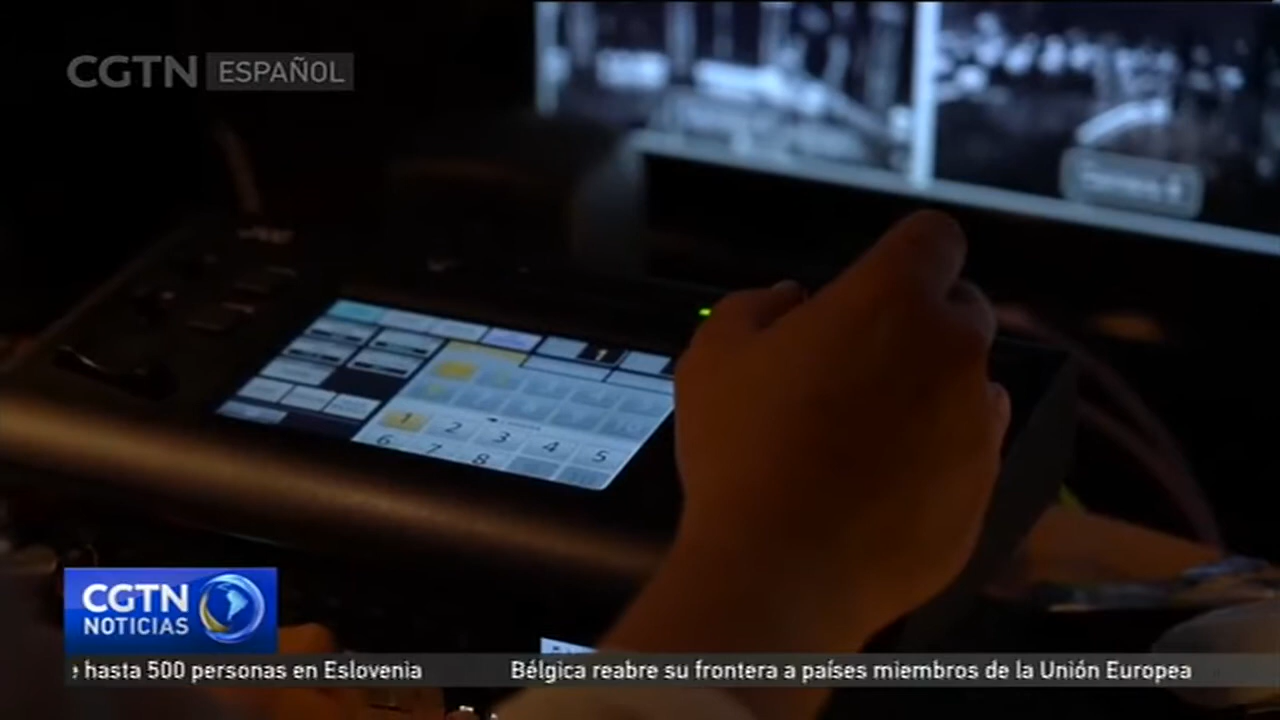 CGTN ESPAÑOL
1
1 2 3 4 5
6 7 8
CGTN
NOTICIAS
hasta 500 personas en Eslovenia Bélgica reabre su frontera a países miembros de la Unión Europea